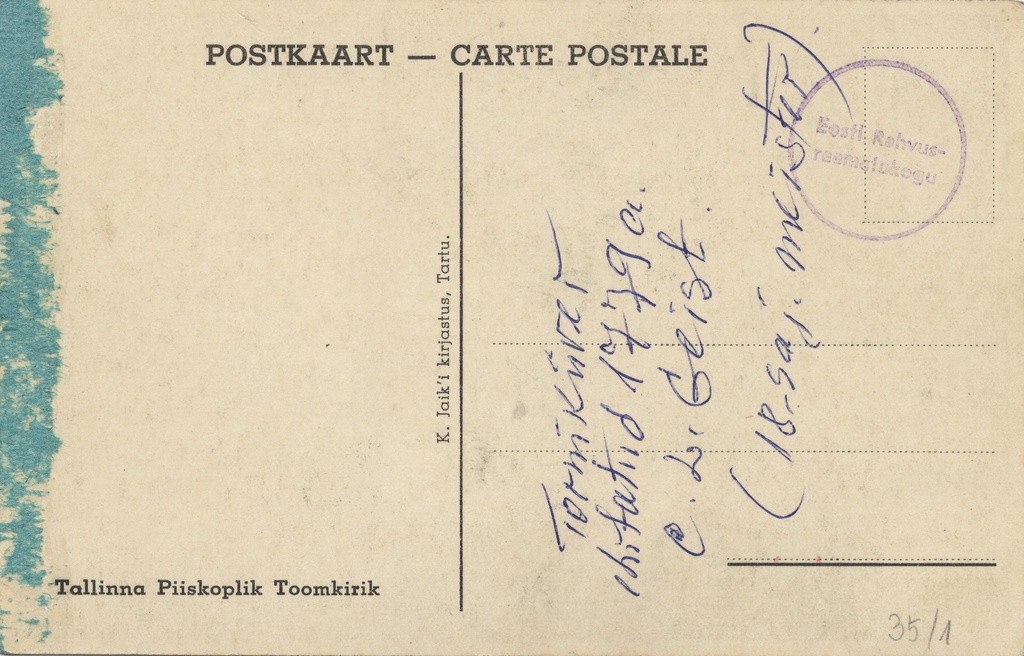 POSTKAART — CARTE POSTALE
Eesti Rahvus-
raamatukogu
K. Jaik'i kirjastus, Tartu.
Tornikiiver
ehitatud 1779 a.
C. L. Geist.
(18-saj. meister)
Tallinna Piiskoplik Toomkirik
35/1